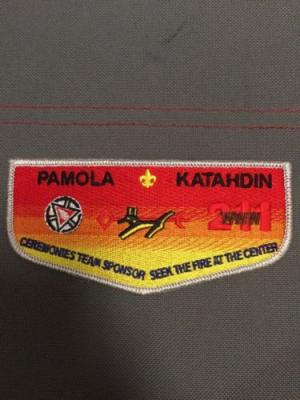 PAMOLA KATAHDIN
211
WWW
CEREMONIES TEAM SPONSOR SEEK THE FIRE AT THE CENTER